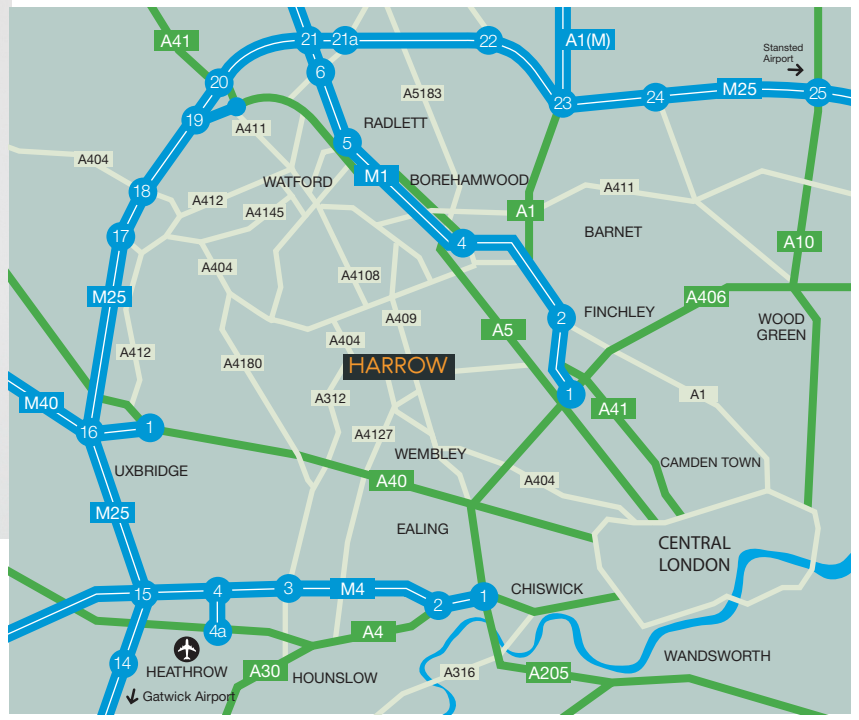 21
21a
22
A41
A1(M)
Stansted
Airport
6
20
A5183
M25
25
24
23
19
A411
RADLETT
5
A404
M1
WATFORD
BOREHAMWOOD
18
A412
A411
A4145
A1
17
BARNET
4
A10
A404
A4108
M25
A406
A409
2
FINCHLEY
WOOD
GREEN
A5
A404
A412
A4180
HARROW
M40
A312
1
A41
A1
16
1
A4127
WEMBLEY
UXBRIDGE
A40
A404
CAMDEN TOWN
M25
EALING
CENTRAL
LONDON
15
4
3
M4
2
1
CHISWICK
4a
A4
14
HEATHROW
WANDSWORTH
A30
HOUNSLOW
A316
A205
Gatwick Airport